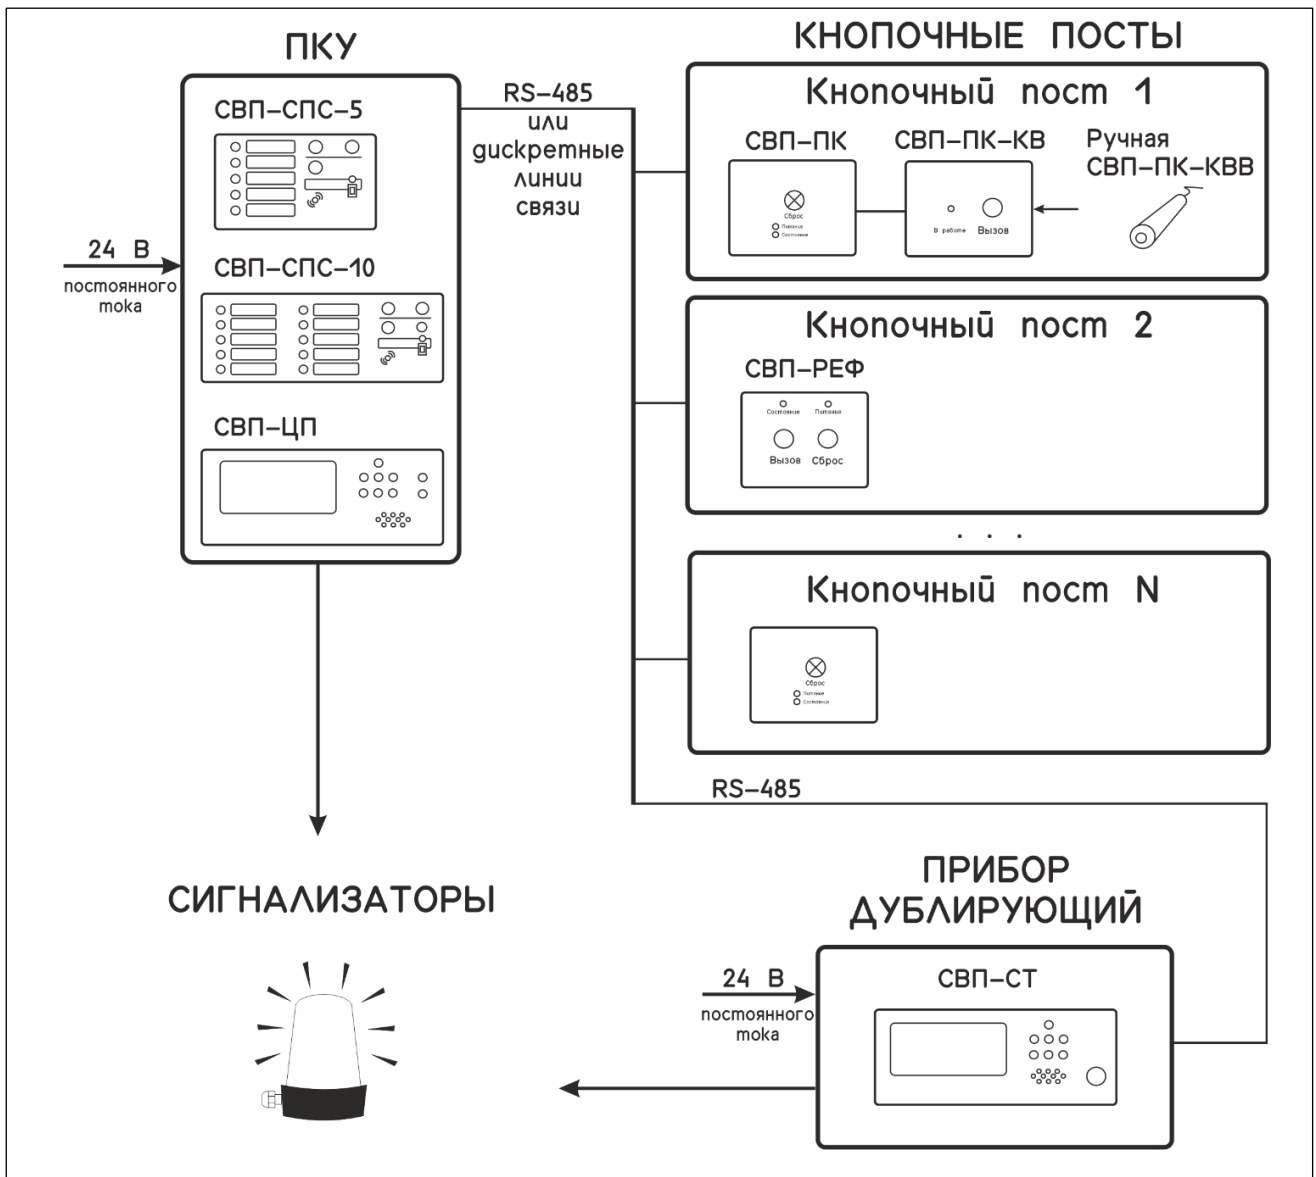 ПКУ
СВП-СПС-5
24 В
постоянного
тока
СВП-СПС-10
СВП-ЦП
RS-485
или
дискретные
линии
связи
КНОПОЧНЫЕ ПОСТЫ
Кнопочный пост 1
СВП-ПК
Сброс
Питание
Состояние
СВП-ПК-КВ
В работе
Вызов
Ручная
СВП-ПК-КВВ
Кнопочный пост 2
СВП-РЕФ
Состояние Питание
Вызов Сброс
. . .
Кнопочный пост N
Сброс
Питание
Состояние
RS-485
СИГНАЛИЗАТОРЫ
ПРИБОР
ДУБЛИРУЮЩИЙ
24 В
постоянного
тока
СВП-СТ